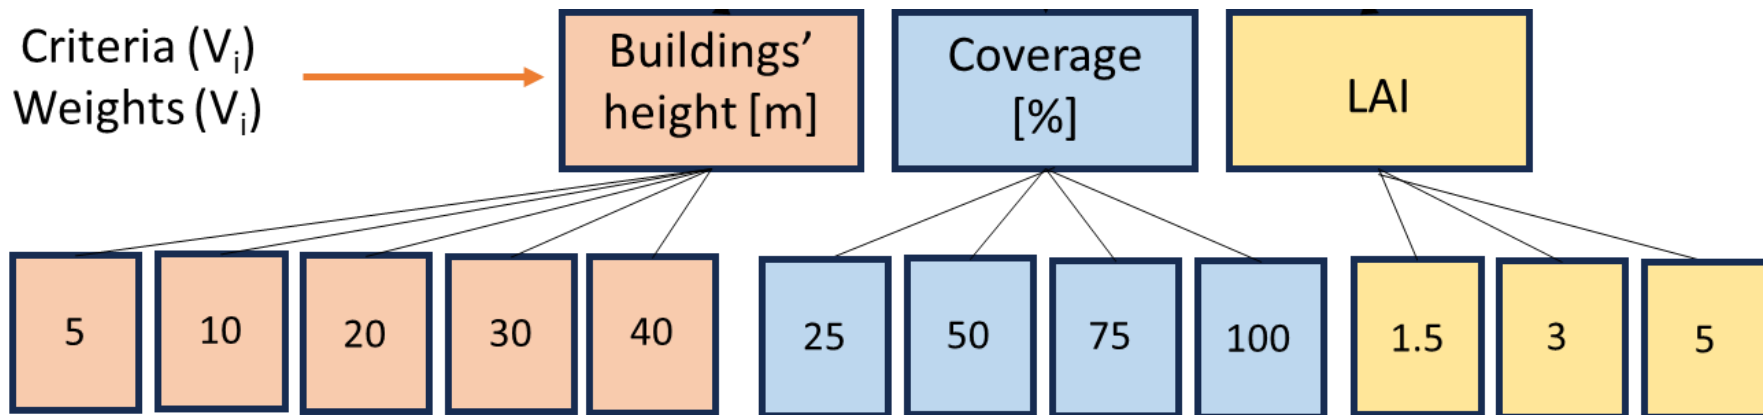 Criteria (Vᵢ)
Weights (Vᵢ)
Buildings’
height [m]
Coverage
[%]
LAI
5
10
20
30
40
25
50
75
100
1.5
3
5